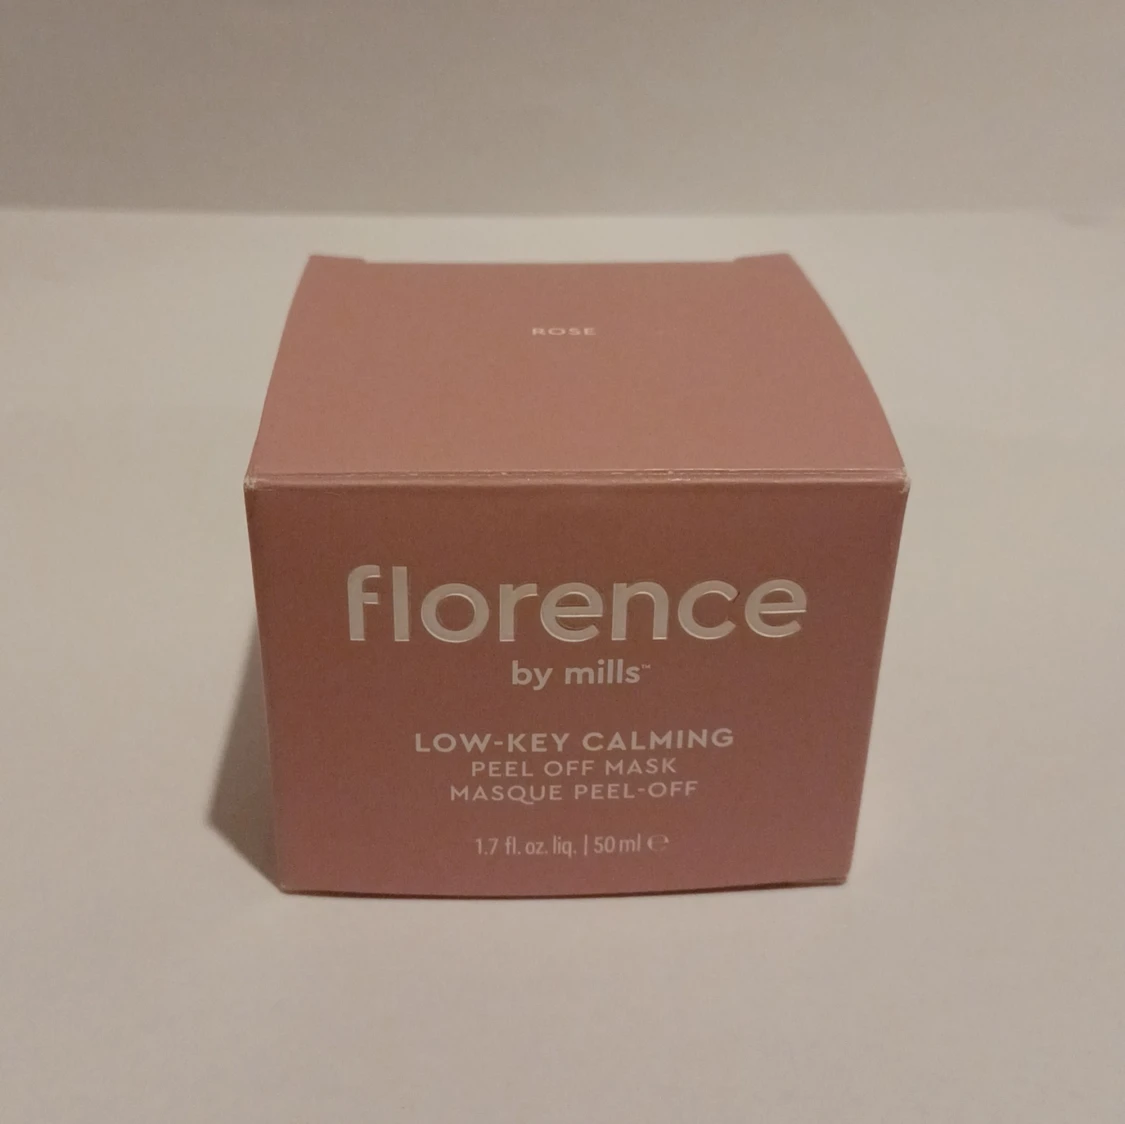 ROSE
florence
by mills™
LOW-KEY CALMING
PEEL OFF MASK
MASQUE PEEL-OFF
1.7 fl. oz. liq. | 50 ml ℮